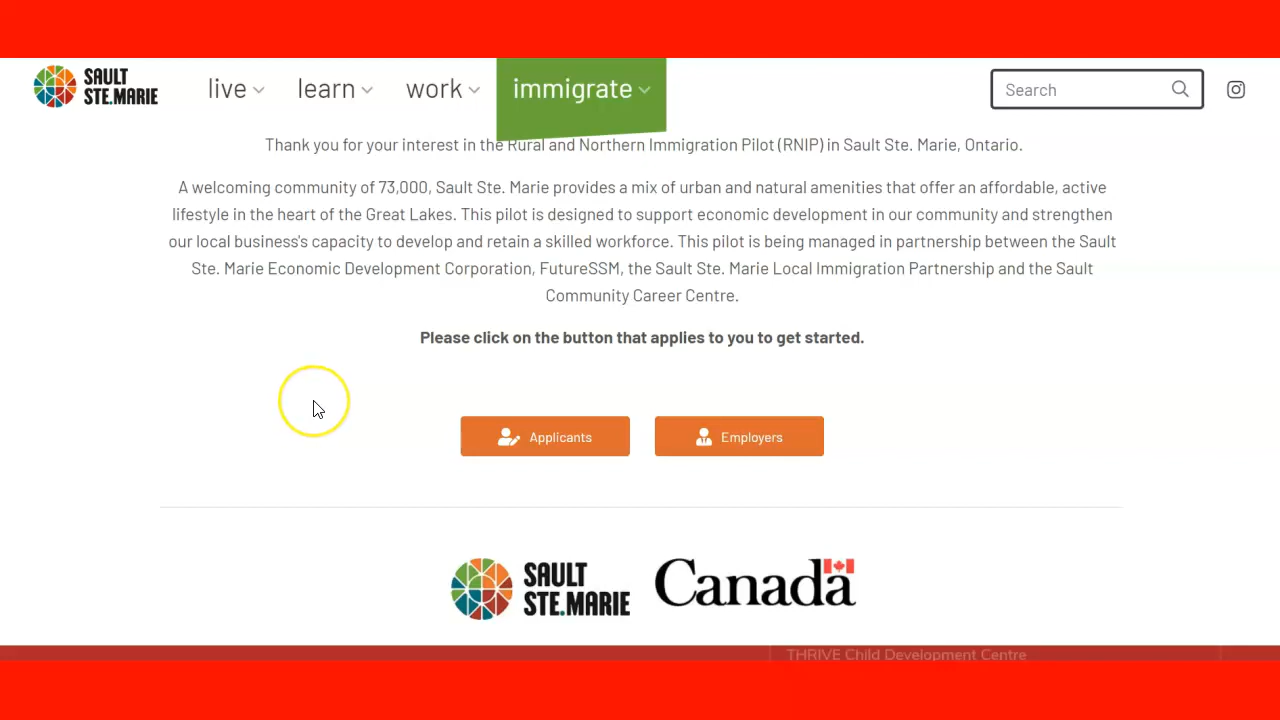 SAULT
STE.MARIE
live
learn
work
immigrate
Search
Thank you for your interest in the Rural and Northern Immigration Pilot (RNIP) in Sault Ste. Marie, Ontario.
A welcoming community of 73,000, Sault Ste. Marie provides a mix of urban and natural amenities that offer an affordable, active
lifestyle in the heart of the Great Lakes. This pilot is designed to support economic development in our community and strengthen
our local business's capacity to develop and retain a skilled workforce. This pilot is being managed in partnership between the Sault
Ste. Marie Economic Development Corporation, FutureSSM, the Sault Ste. Marie Local Immigration Partnership and the Sault
Community Career Centre.
Please click on the button that applies to you to get started.
Applicants
Employers
SAULT
STE.MARIE
Canada
THRIVE Child Development Centre